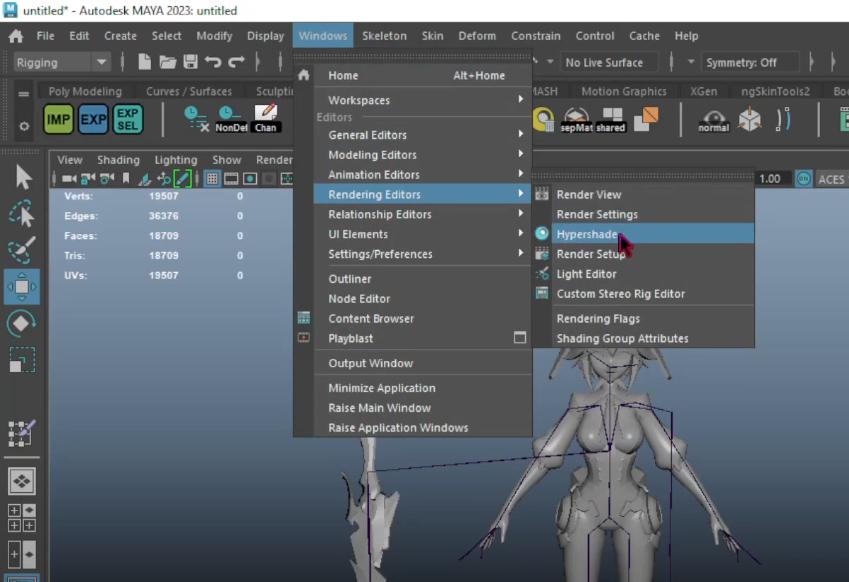 untitled* - Autodesk MAYA 2023: untitled
File Edit Create Select Modify Display Windows Skeleton Skin Deform Constrain Control Cache Help
Rigging No Live Surface Symmetry: Off
Poly Modeling Curves / Surfaces Sculpti MASH Motion Graphics XGen ngSkinTools2 Bo
IMP EXP EXP SEL NonDef Chan sepMat shared normal
View Shading Lighting Show Render
1.00 ON ACES
Verts: 19507 0
Edges: 36376 0
Faces: 18709 0
Tris: 18709 0
UVs: 19507 0
Home Alt+Home
Workspaces
Editors
General Editors
Modeling Editors
Animation Editors
Rendering Editors
Relationship Editors
UI Elements
Settings/Preferences
Outliner
Node Editor
Content Browser
Playblast
Output Window
Minimize Application
Raise Main Window
Raise Application Windows
Render View
Render Settings
Hypershade
Render Setup
Light Editor
Custom Stereo Rig Editor
Rendering Flags
Shading Group Attributes